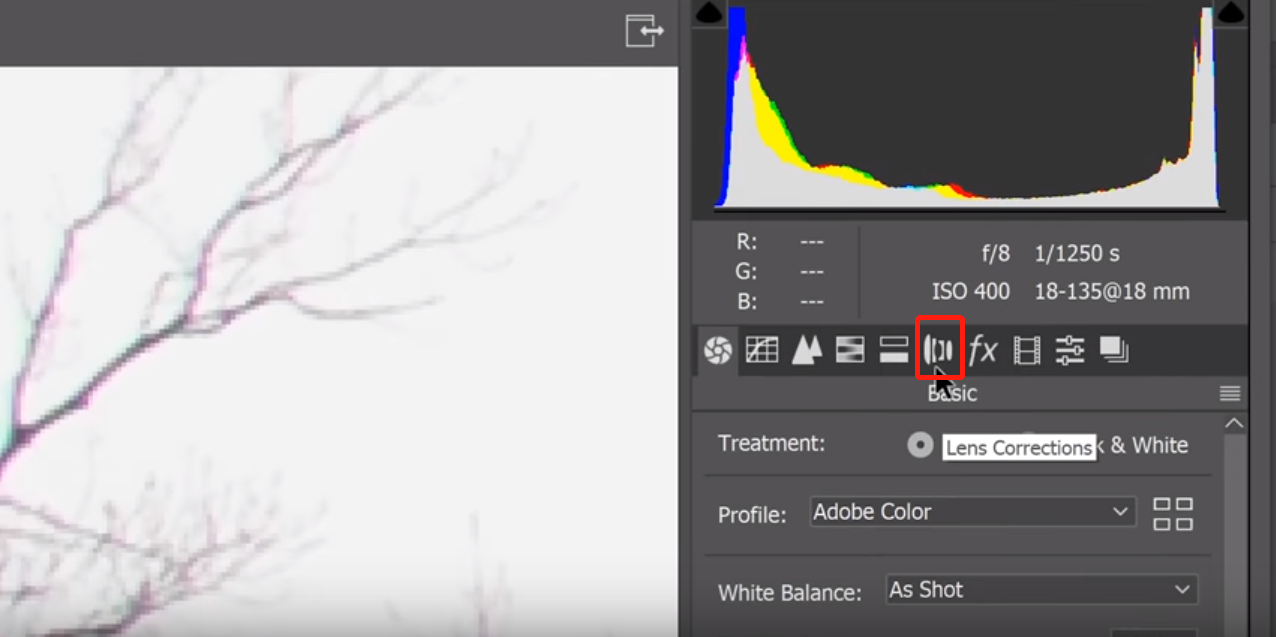 R: ---
G: ---
B: ---
f/8 1/1250 s
ISO 400 18-135@18 mm
fx
Basic
Treatment:
Lens Corrections
k & White
Profile:
Adobe Color
White Balance:
As Shot